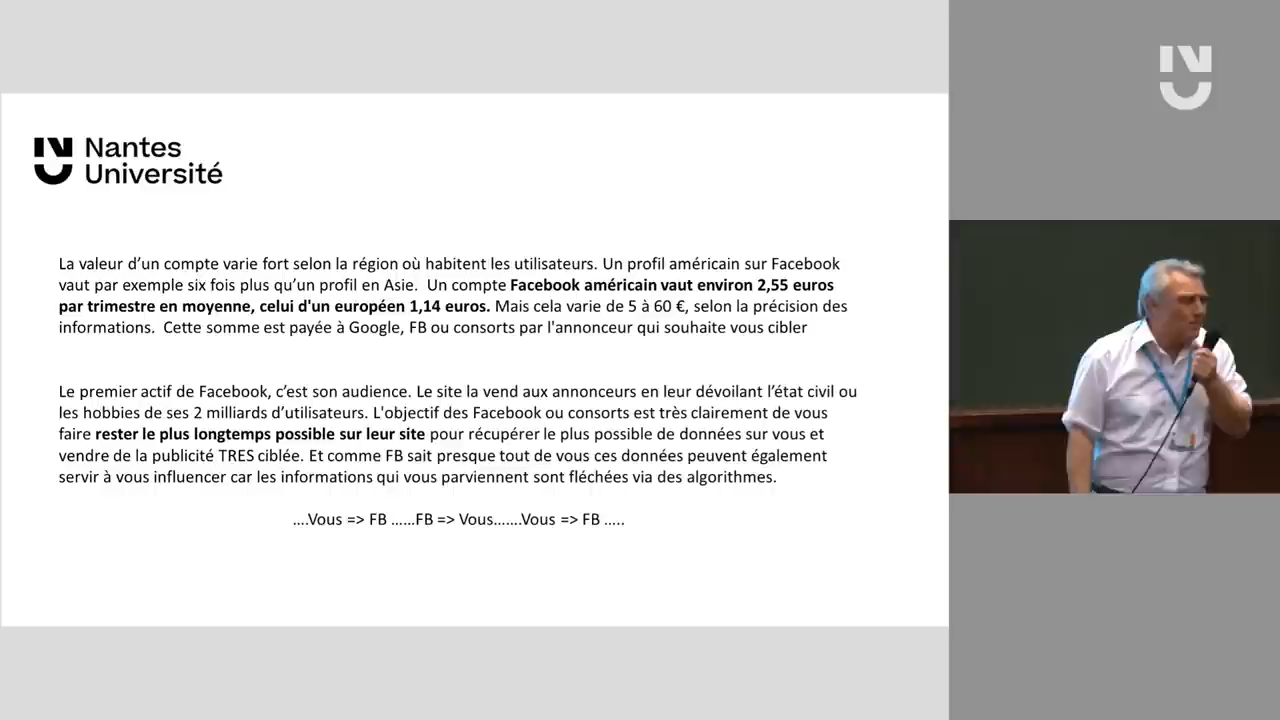 Nantes
Université
La valeur d'un compte varie fort selon la région où habitent les utilisateurs. Un profil américain sur Facebook
vaut par exemple six fois plus qu'un profil en Asie.  Un compte Facebook américain vaut environ 2,55 euros
par trimestre en moyenne, celui d'un européen 1,14 euros. Mais cela varie de 5 à 60 €, selon la précision des
informations.  Cette somme est payée à Google, FB ou consorts par l'annonceur qui souhaite vous cibler
Le premier actif de Facebook, c'est son audience. Le site la vend aux annonceurs en leur dévoilant l'état civil ou
les hobbies de ses 2 milliards d'utilisateurs. L'objectif des Facebook ou consorts est très clairement de vous
faire rester le plus longtemps possible sur leur site pour récupérer le plus possible de données sur vous et
vendre de la publicité TRES ciblée. Et comme FB sait presque tout de vous ces données peuvent également
servir à vous influencer car les informations qui vous parviennent sont fléchées via des algorithmes.
....Vous => FB ......FB => Vous.......Vous => FB .....